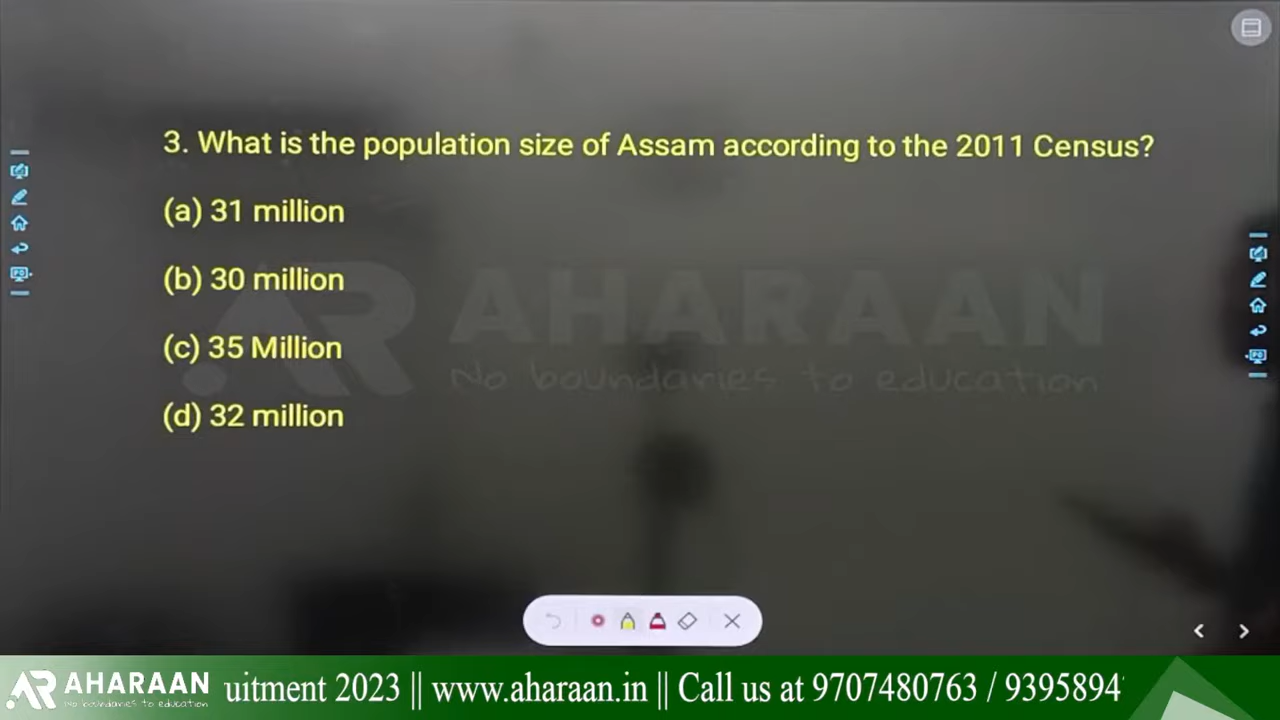 3. What is the population size of Assam according to the 2011 Census?
(a) 31 million
(b) 30 million
(c) 35 Million
(d) 32 million
AHARAAN
No boundaries to education
AHARAAN
No boundaries to education
uitment 2023 || www.aharaan.in || Call us at 9707480763 / 9395894